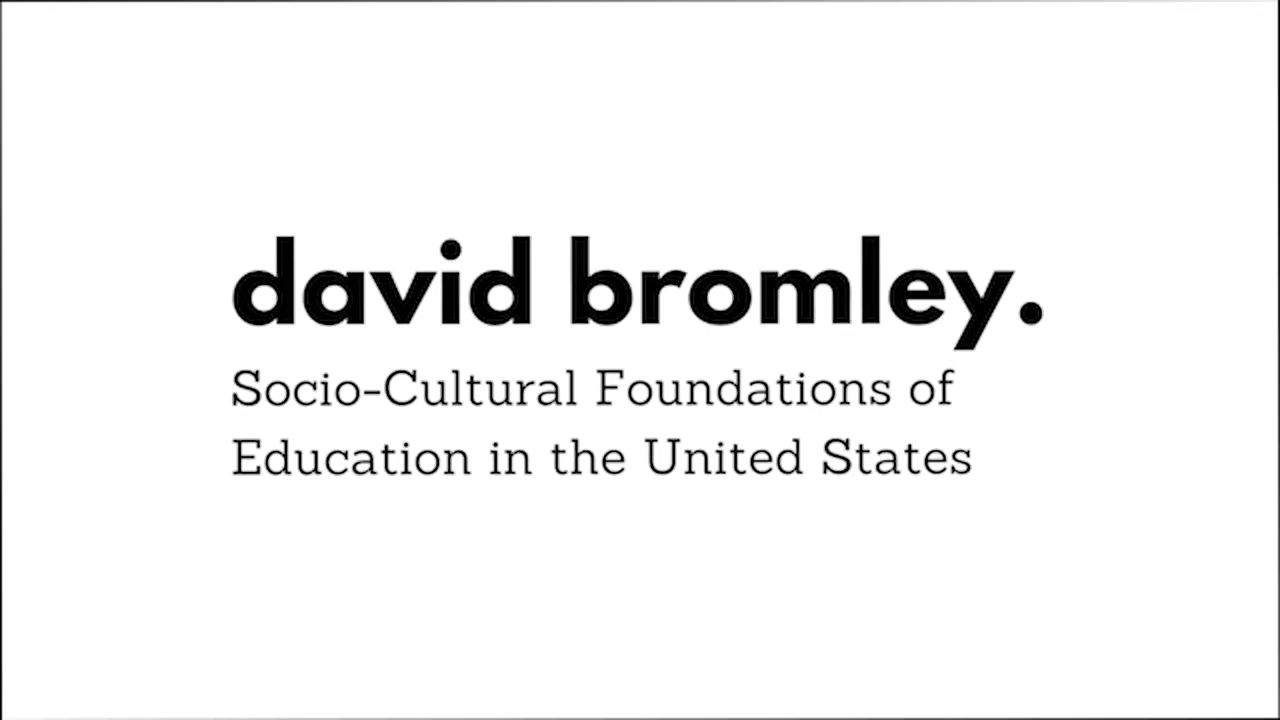 david bromley.
Socio-Cultural Foundations of
Education in the United States